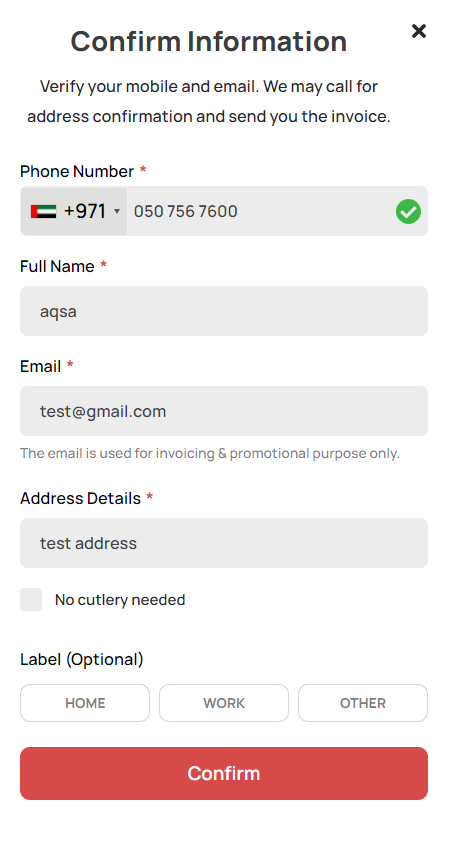 Confirm Information
Verify your mobile and email. We may call for
address confirmation and send you the invoice.
Phone Number *
+971 050 756 7600
Full Name *
aqsa
Email *
test@gmail.com
The email is used for invoicing & promotional purpose only.
Address Details *
test address
No cutlery needed
Label (Optional)
HOME WORK OTHER
Confirm